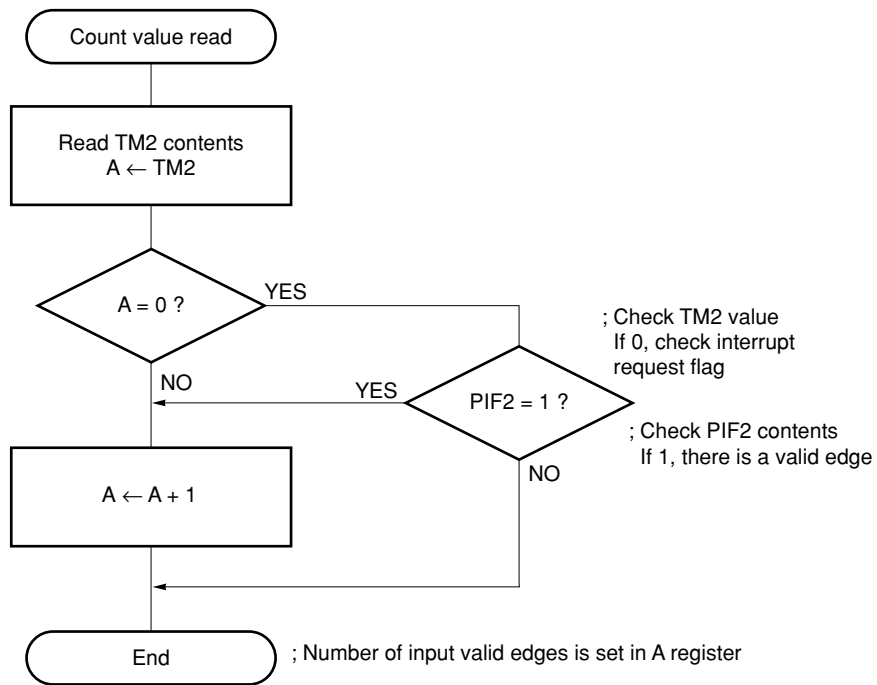 Count value read
Read TM2 contents
A ← TM2
A = 0 ?
YES
; Check TM2 value
If 0, check interrupt
request flag
NO
YES
PIF2 = 1 ?
; Check PIF2 contents
If 1, there is a valid edge
NO
A ← A + 1
End
; Number of input valid edges is set in A register